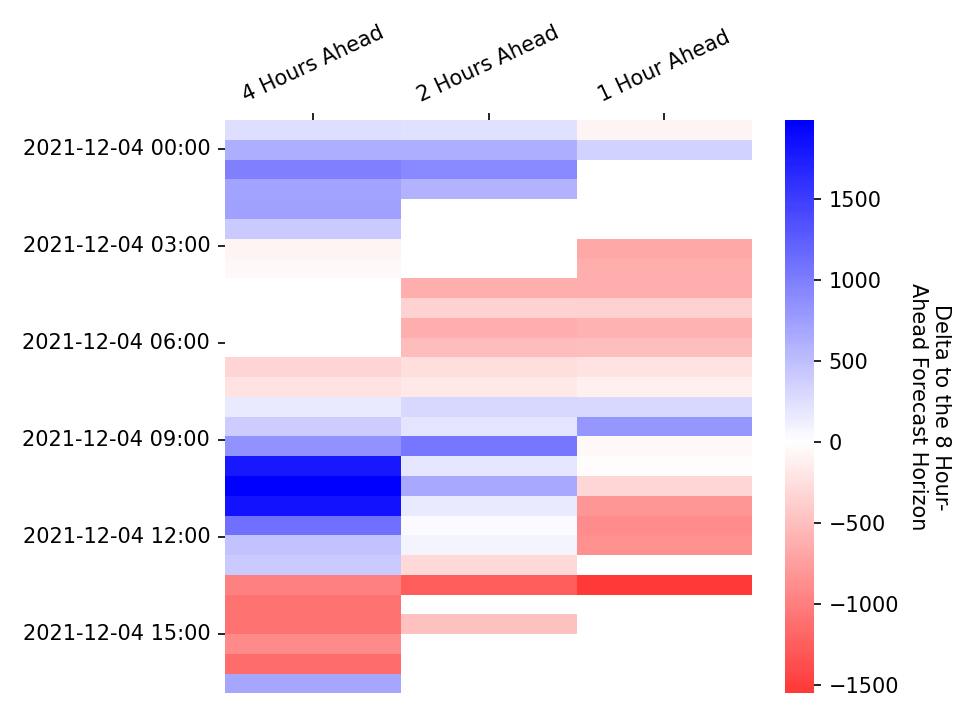 4 Hours Ahead
2 Hours Ahead
1 Hour Ahead
2021-12-04 00:00
2021-12-04 03:00
2021-12-04 06:00
2021-12-04 09:00
2021-12-04 12:00
2021-12-04 15:00
1500
1000
500
0
−500
−1000
−1500
Delta to the 8 Hour-
Ahead Forecast Horizon